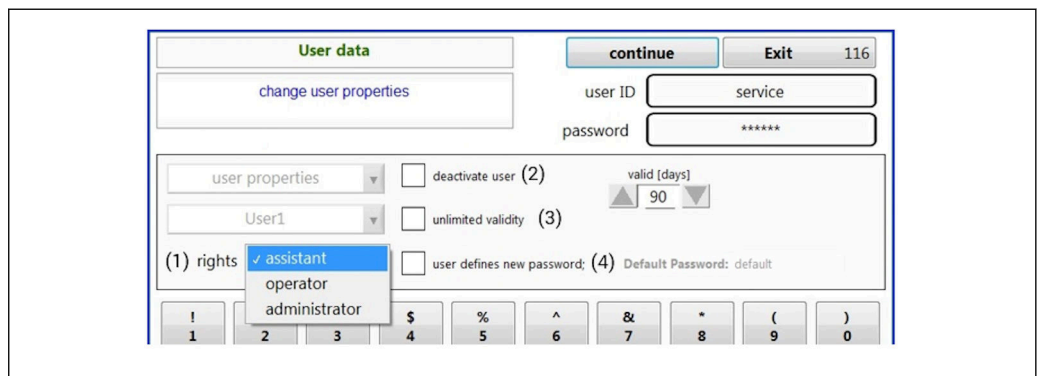 User data
continue
Exit 116
change user properties
user ID service
password ******
user properties
deactivate user (2)
valid [days]
90
User1
unlimited validity (3)
(1) rights
✓ assistant
operator
administrator
user defines new password; (4) Default Password: default
! $ % ^ & * ( )
1 2 3 4 5 6 7 8 9 0